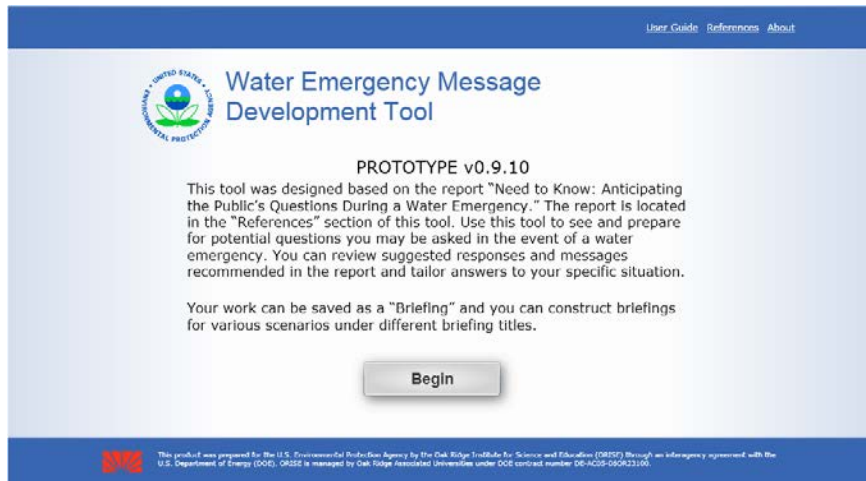 User Guide References About
UNITED STATES
ENVIRONMENTAL PROTECTION AGENCY
Water Emergency Message
Development Tool
PROTOTYPE v0.9.10
This tool was designed based on the report "Need to Know: Anticipating
the Public's Questions During a Water Emergency." The report is located
in the "References" section of this tool. Use this tool to see and prepare
for potential questions you may be asked in the event of a water
emergency. You can review suggested responses and messages
recommended in the report and tailor answers to your specific situation.
Your work can be saved as a "Briefing" and you can construct briefings
for various scenarios under different briefing titles.
Begin
This product was prepared for the U.S. Environmental Protection Agency by the Oak Ridge Institute for Science and Education (ORISE) through an interagency agreement with the
U.S. Department of Energy (DOE). ORISE is managed by Oak Ridge Associated Universities under DOE contract number DE-AC05-06OR23100.